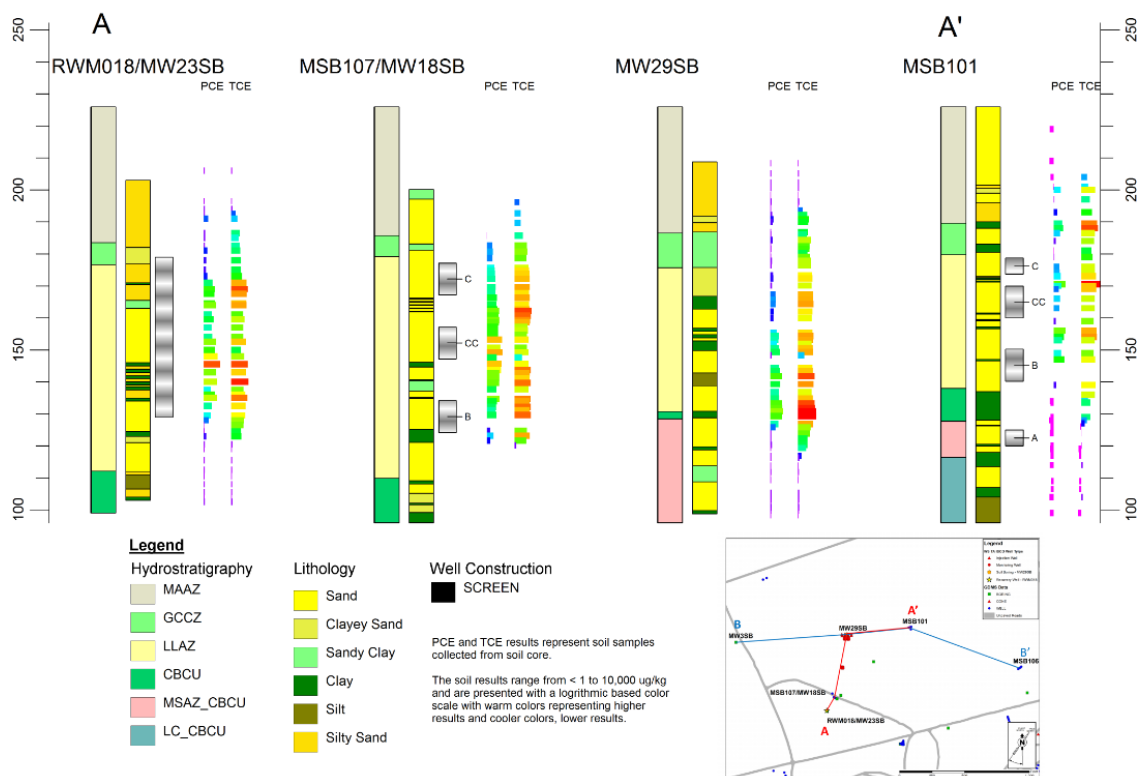 A
A'
RWM018/MW23SB
MSB107/MW18SB
MW29SB
MSB101
PCE TCE
PCE TCE
PCE TCE
PCE TCE
250
200
150
100
250
200
150
100
C
CC
B
C
CC
B
A
Legend
Hydrostratigraphy
MAAZ
GCCZ
LLAZ
CBCU
MSAZ_CBCU
LC_CBCU
Lithology
Sand
Clayey Sand
Sandy Clay
Clay
Silt
Silty Sand
Well Construction
SCREEN
PCE and TCE results represent soil samples
collected from soil core.
The soil results range from < 1 to 10,000 ug/kg
and are presented with a logrithmic based color
scale with warm colors representing higher
results and cooler colors, lower results.
A'
B
MW29SB
MSB101
MW3SB
B'
MSB106
MSB107/MW18SB
RWM018/MW23SB
A
Legend
N